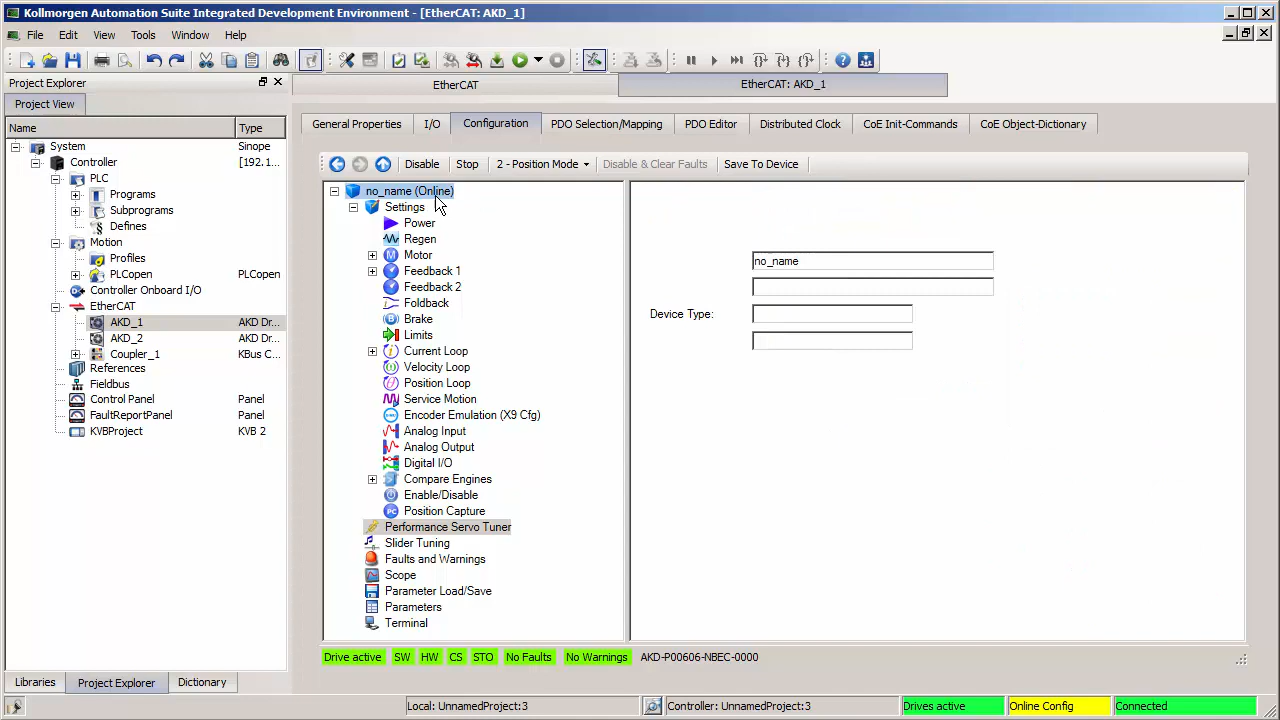 Kollmorgen Automation Suite Integrated Development Environment - [EtherCAT: AKD_1]
File Edit View Tools Window Help
Project Explorer
EtherCAT
EtherCAT: AKD_1
Project View
General Properties I/O Configuration PDO Selection/Mapping PDO Editor Distributed Clock CoE Init-Commands CoE Object-Dictionary
Name Type
System Sinope
Controller [192.1...
PLC
Programs
Subprograms
Defines
Motion
Profiles
PLCopen PLCopen
Controller Onboard I/O
EtherCAT
AKD_1 AKD Dr...
AKD_2 AKD Dr...
Coupler_1 KBus C...
References
Fieldbus
Control Panel Panel
FaultReportPanel Panel
KVBProject KVB 2
Disable Stop 2 - Position Mode Disable & Clear Faults Save To Device
no_name (Online)
Settings
Power
Regen
Motor
Feedback 1
Feedback 2
Foldback
Brake
Limits
Current Loop
Velocity Loop
Position Loop
Service Motion
Encoder Emulation (X9 Cfg)
Analog Input
Analog Output
Digital I/O
Compare Engines
Enable/Disable
Position Capture
Performance Servo Tuner
Slider Tuning
Faults and Warnings
Scope
Parameter Load/Save
Parameters
Terminal
no_name
Device Type:
Drive active SW HW CS STO No Faults No Warnings AKD-P00606-NBEC-0000
Libraries Project Explorer Dictionary
Local: UnnamedProject:3 Controller: UnnamedProject:3 Drives active Online Config Connected